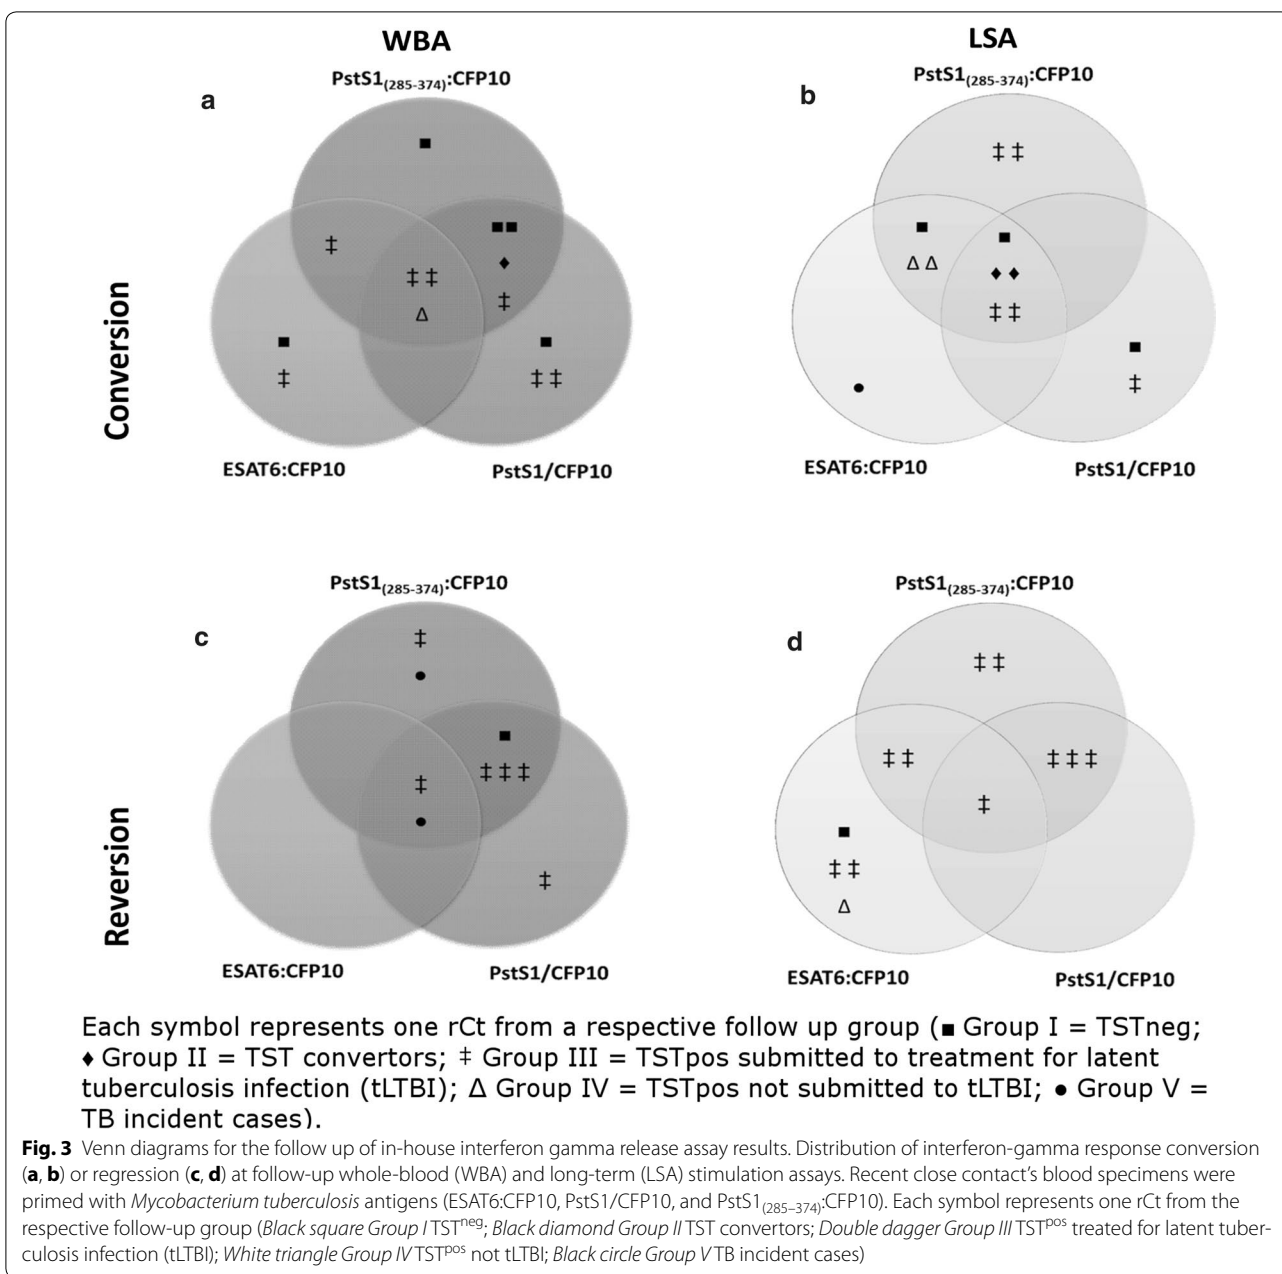 WBA
LSA
PstS1(285-374):CFP10
PstS1(285-374):CFP10
a
b
■
‡ ‡
■ ■
■
■
‡
♦
Δ Δ
♦ ♦
‡ ‡
‡
‡ ‡
Δ
■
■
■
‡
‡ ‡
●
‡
Conversion
ESAT6:CFP10
PstS1/CFP10
ESAT6:CFP10
PstS1/CFP10
PstS1(285-374):CFP10
PstS1(285-374):CFP10
c
d
‡
●
‡ ‡
■
‡ ‡ ‡
‡ ‡
‡ ‡ ‡
‡
●
‡
‡
■
‡ ‡
Δ
Reversion
ESAT6:CFP10
PstS1/CFP10
ESAT6:CFP10
PstS1/CFP10
Each symbol represents one rCt from a respective follow up group (■ Group I = TSTneg;
♦ Group II = TST convertors; ‡ Group III = TSTpos submitted to treatment for latent
tuberculosis infection (tLTBI); Δ Group IV = TSTpos not submitted to tLTBI; ● Group V =
TB incident cases).
Fig. 3 Venn diagrams for the follow up of in-house interferon gamma release assay results. Distribution of interferon-gamma response conversion
(a, b) or regression (c, d) at follow-up whole-blood (WBA) and long-term (LSA) stimulation assays. Recent close contact's blood specimens were
primed with Mycobacterium tuberculosis antigens (ESAT6:CFP10, PstS1/CFP10, and PstS1(285–374):CFP10). Each symbol represents one rCt from the
respective follow-up group (Black square Group I TSTneg; Black diamond Group II TST convertors; Double dagger Group III TSTpos treated for latent tuber-
culosis infection (tLTBI); White triangle Group IV TSTpos not tLTBI; Black circle Group V TB incident cases)